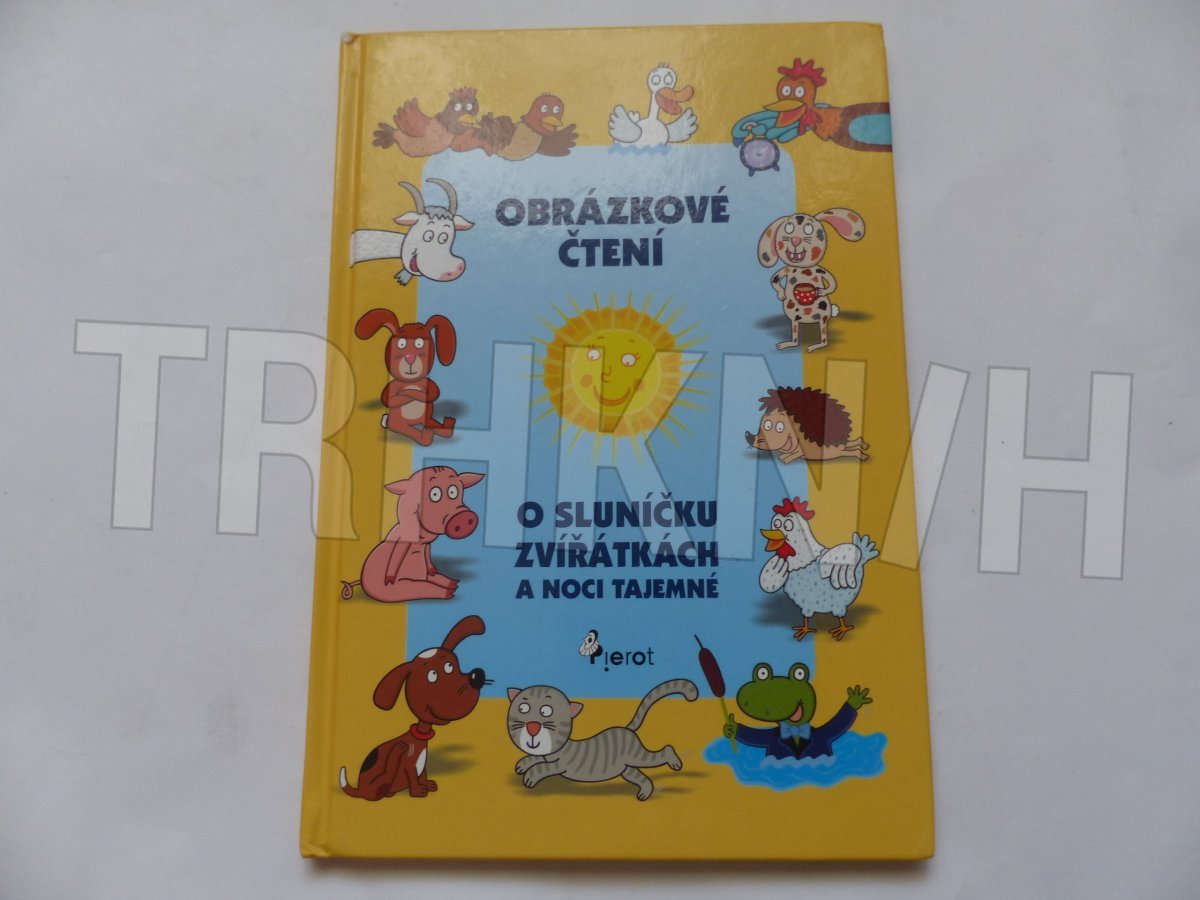 OBRÁZKOVÉ
ČTENÍ
O SLUNÍČKU
ZVÍŘÁTKÁCH
A NOCI TAJEMNÉ
Pierot
TRHKNIH